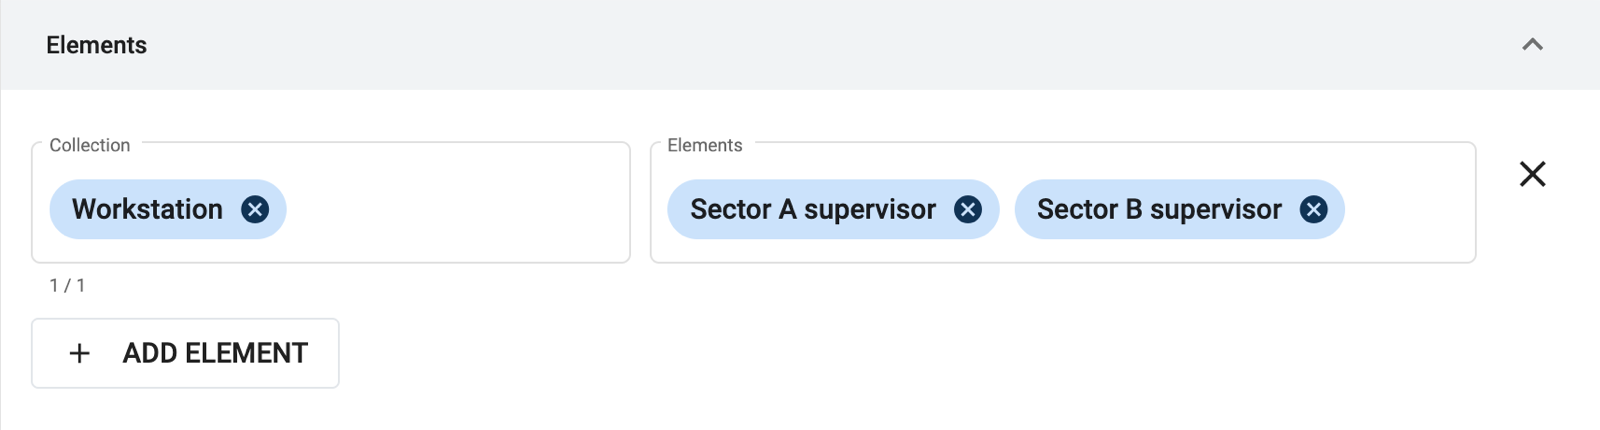 Elements
Collection
Workstation
Elements
Sector A supervisor
Sector B supervisor
1 / 1
+ ADD ELEMENT